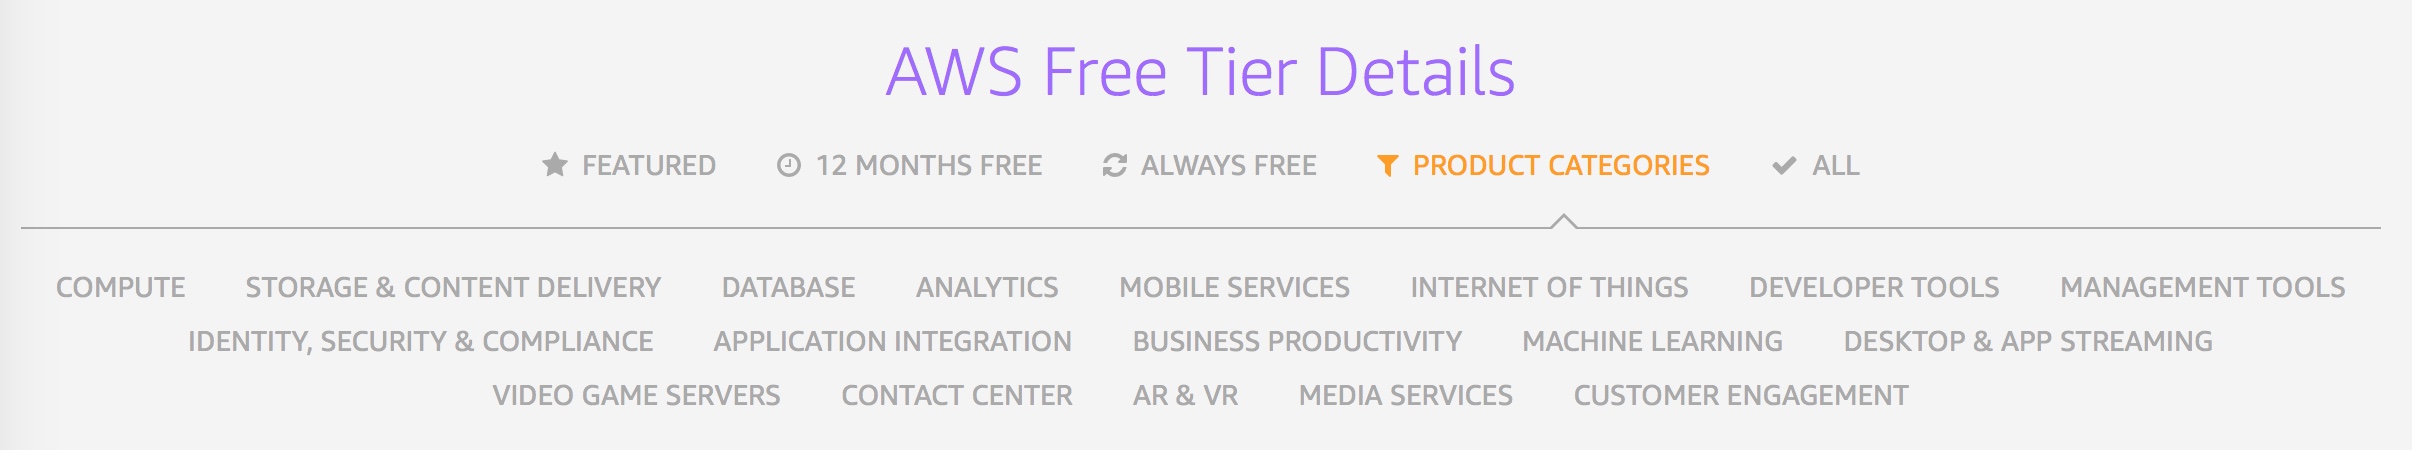 AWS Free Tier Details
FEATURED 12 MONTHS FREE ALWAYS FREE PRODUCT CATEGORIES ALL
COMPUTE STORAGE & CONTENT DELIVERY DATABASE ANALYTICS MOBILE SERVICES INTERNET OF THINGS DEVELOPER TOOLS MANAGEMENT TOOLS
IDENTITY, SECURITY & COMPLIANCE APPLICATION INTEGRATION BUSINESS PRODUCTIVITY MACHINE LEARNING DESKTOP & APP STREAMING
VIDEO GAME SERVERS CONTACT CENTER AR & VR MEDIA SERVICES CUSTOMER ENGAGEMENT